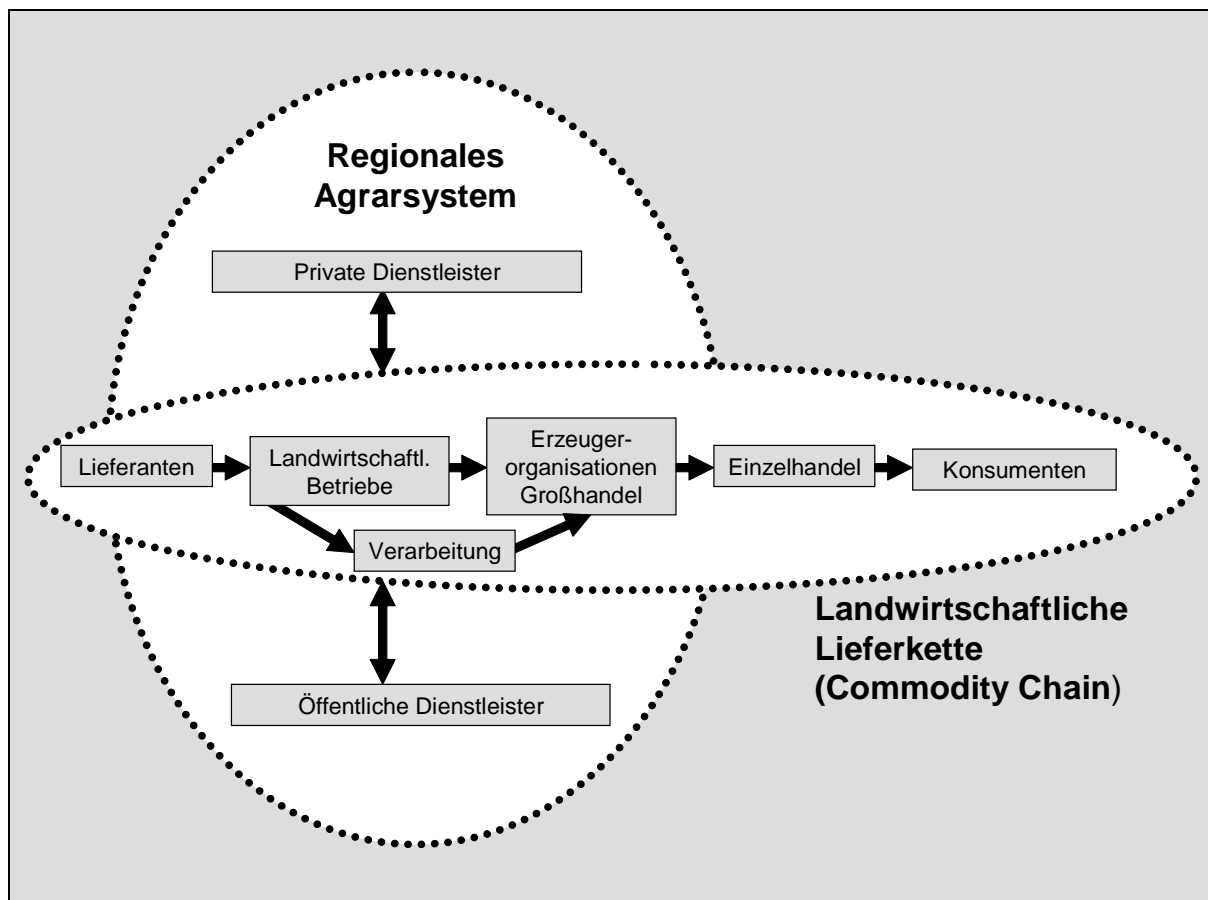 Regionales
Agrarsystem
Private Dienstleister
Lieferanten
Landwirtschaftl.
Betriebe
Erzeuger-
organisationen
Großhandel
Einzelhandel
Konsumenten
Verarbeitung
Landwirtschaftliche
Lieferkette
(Commodity Chain)
Öffentliche Dienstleister